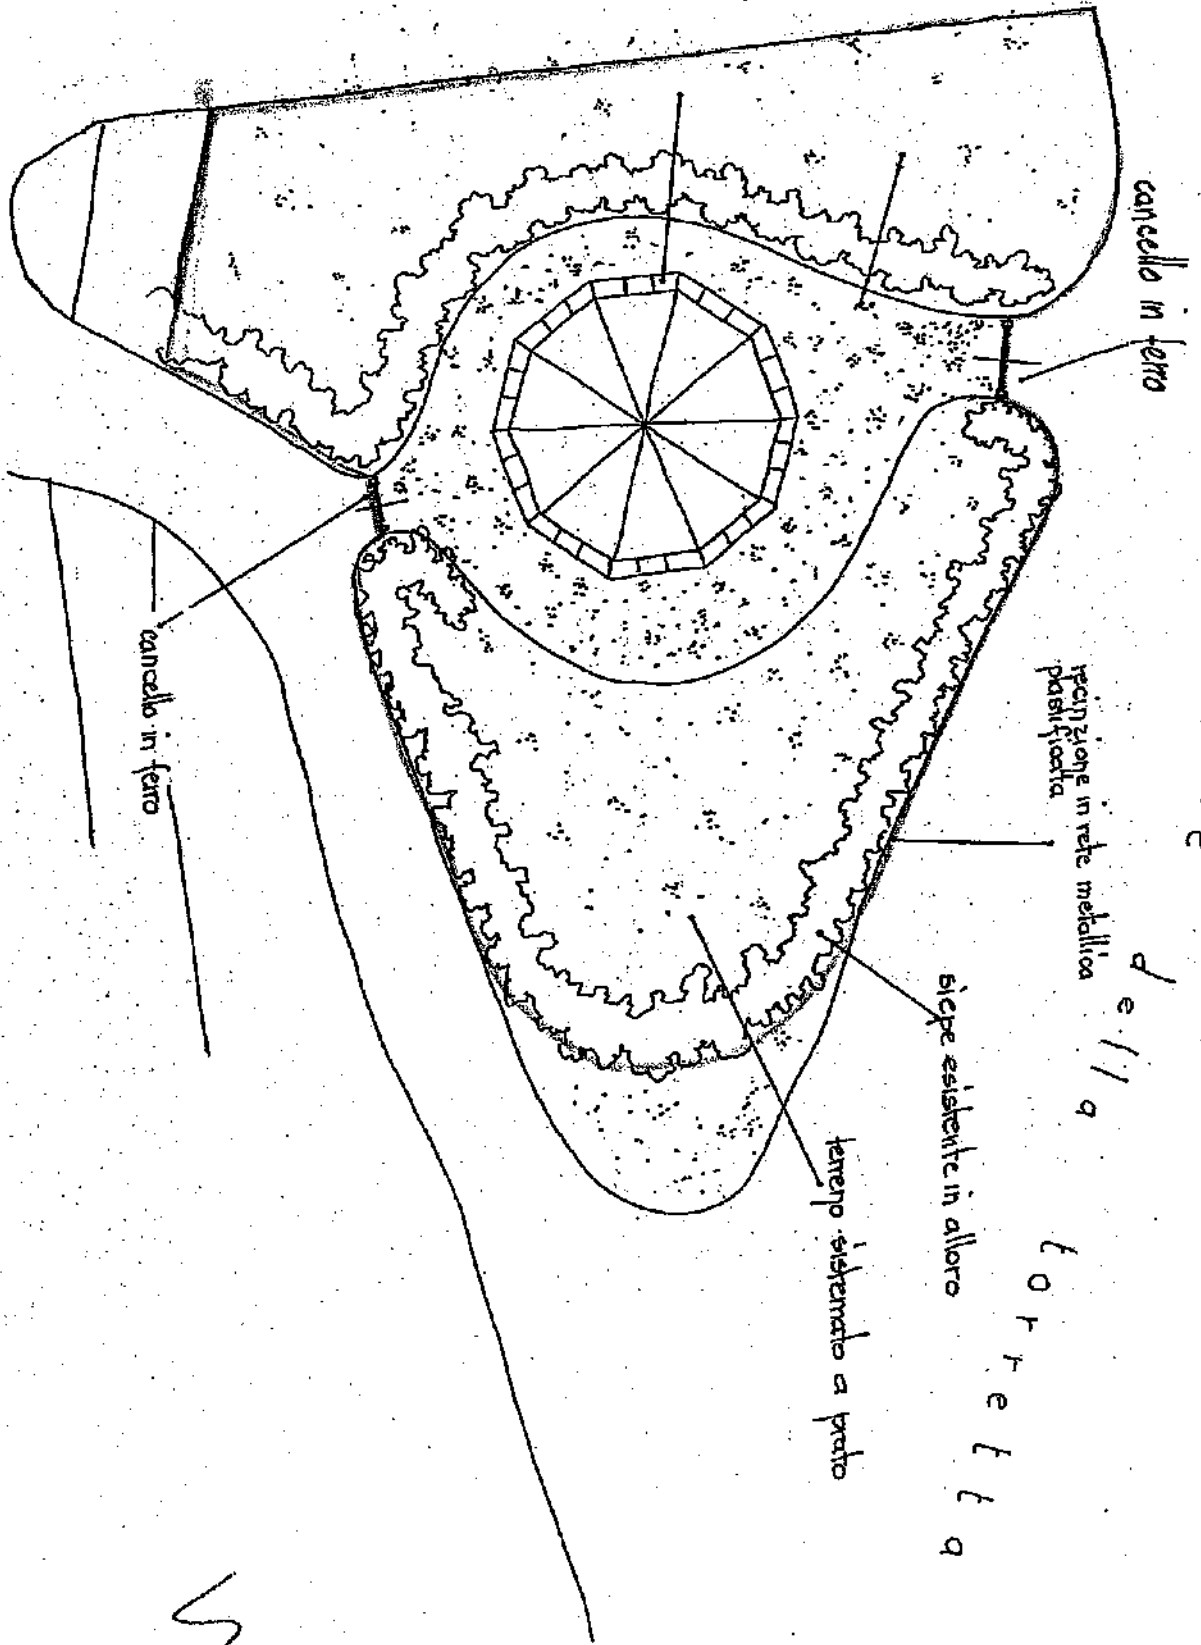 cancello in ferro
recinzione in rete metallica
plastificata
della torretta
siepe esistente in alloro
terreno sistemato a prato
cancello in ferro